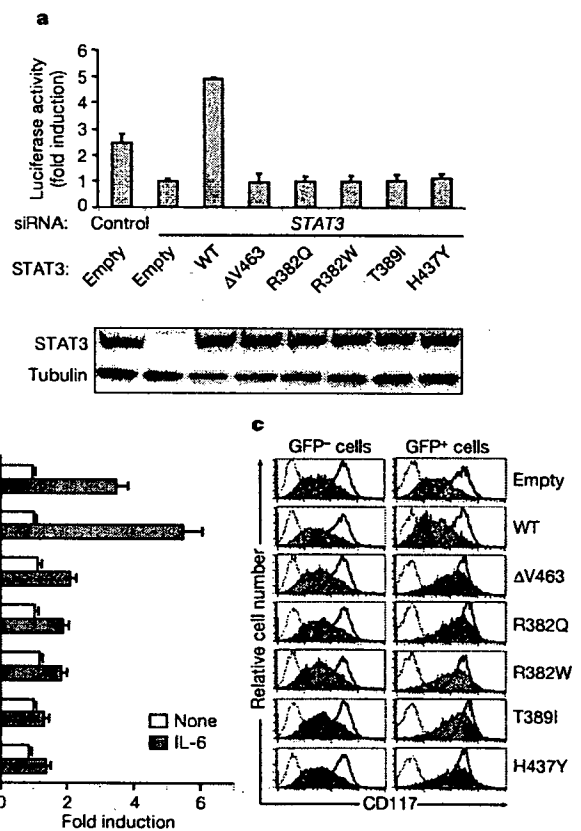 a
Luciferase activity
(fold induction)
6
5
4
3
2
1
0
siRNA: Control STAT3
STAT3: Empty Empty WT ΔV463 R382Q R382W T389I H437Y
STAT3
Tubulin
c
GFP⁻ cells GFP⁺ cells
Empty
WT
ΔV463
R382Q
R382W
T389I
H437Y
Relative cell number
CD117
None
IL-6
0 2 4 6
Fold induction